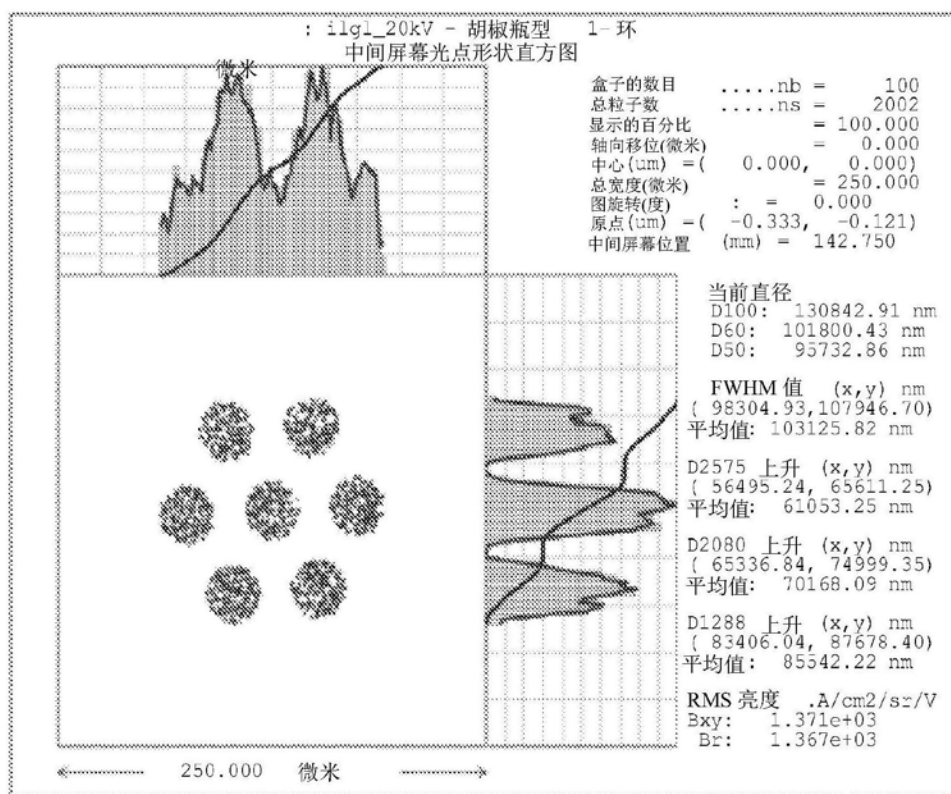 : ilgl_20kV - 胡椒瓶型 1-环
中间屏幕光点形状直方图
微米
盒子的数目 .....nb = 100
总粒子数 .....ns = 2002
显示的百分比 = 100.000
轴向移位(微米) = 0.000
中心(um) =( 0.000, 0.000)
总宽度(微米) = 250.000
图旋转(度) : = 0.000
原点(um) =( -0.333, -0.121)
中间屏幕位置 (mm) = 142.750
当前直径
D100: 130842.91 nm
D60: 101800.43 nm
D50: 95732.86 nm
FWHM 值 (x,y) nm
( 98304.93,107946.70)
平均值: 103125.82 nm
D2575 上升 (x,y) nm
( 56495.24, 65611.25)
平均值: 61053.25 nm
D2080 上升 (x,y) nm
( 65336.84, 74999.35)
平均值: 70168.09 nm
D1288 上升 (x,y) nm
( 83406.04, 87678.40)
平均值: 85542.22 nm
RMS 亮度 .A/cm2/sr/V
Bxy: 1.371e+03
Br: 1.367e+03
250.000 微米